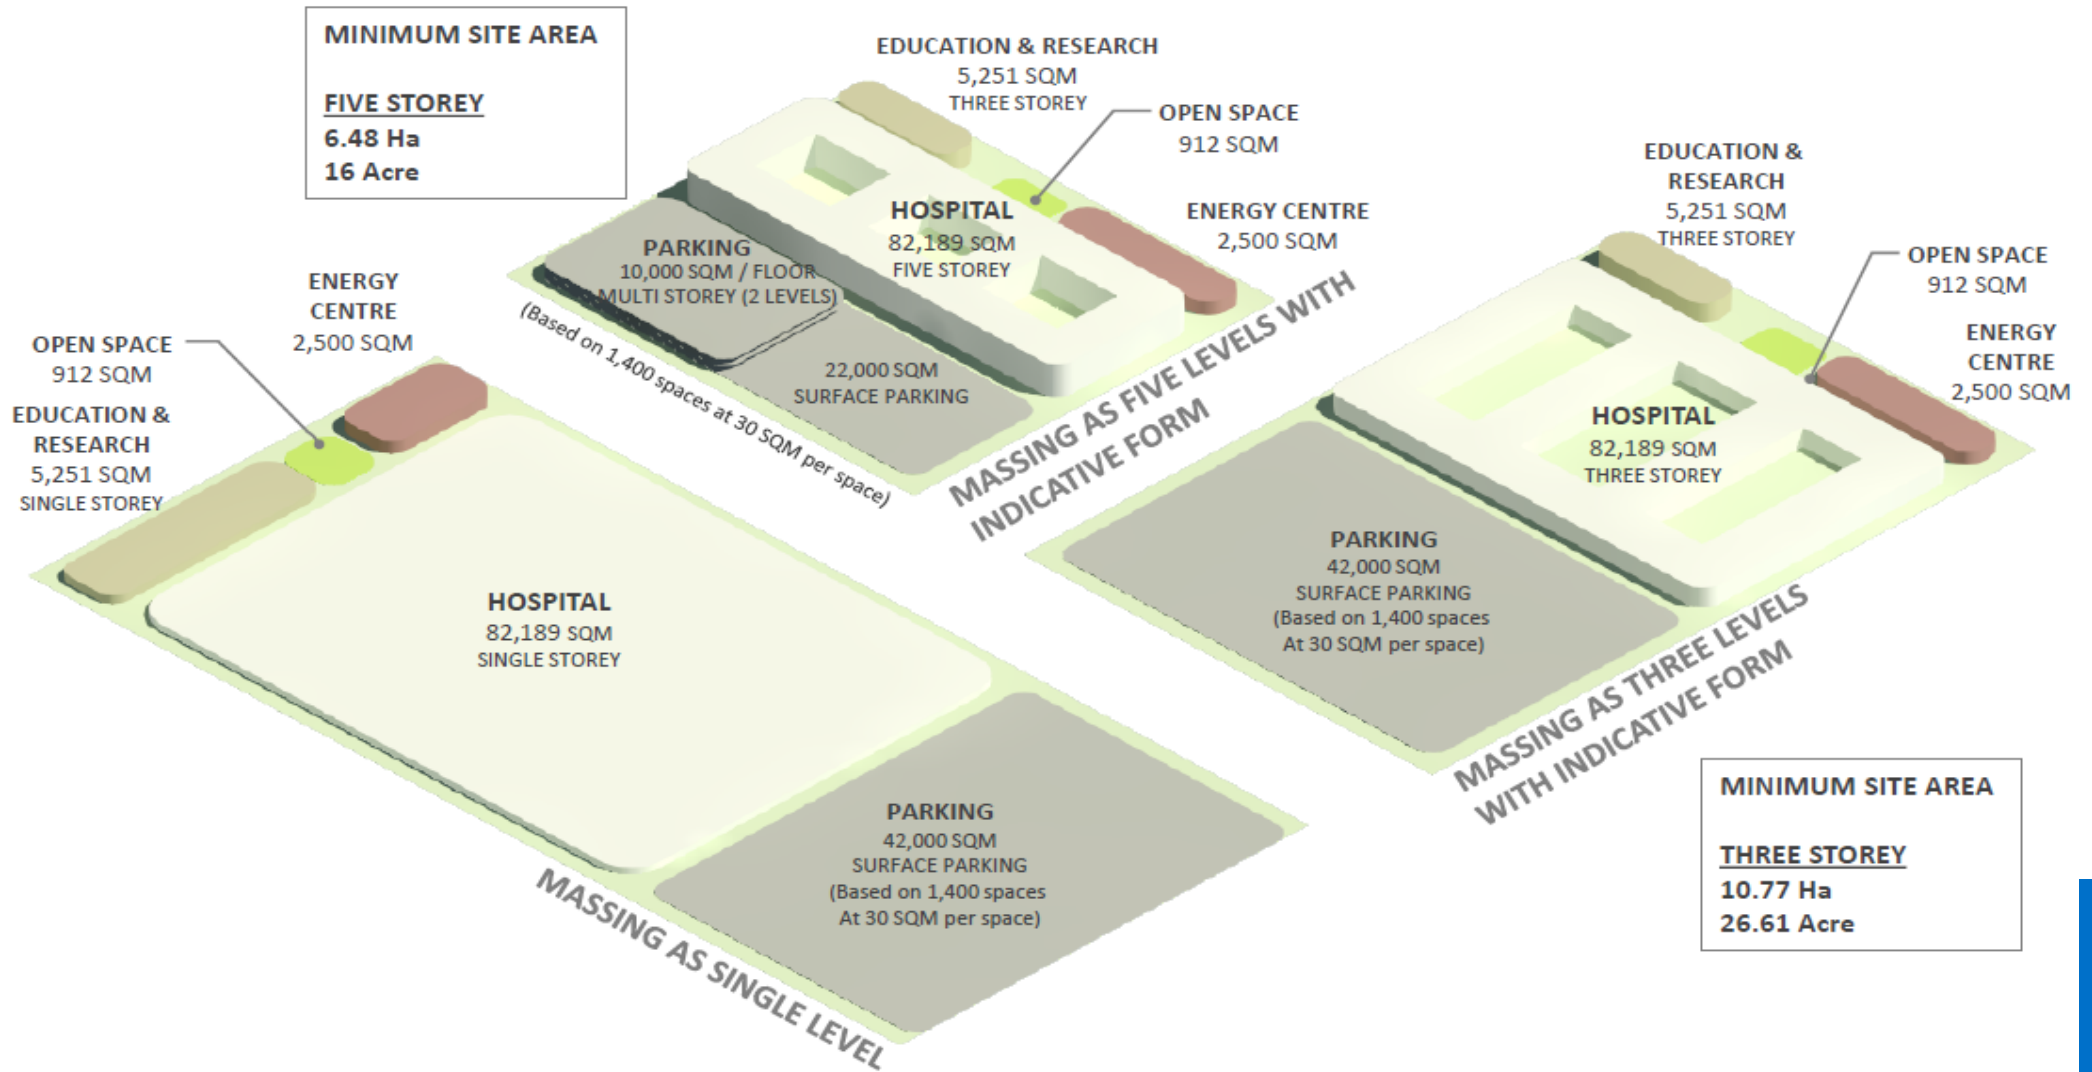 MINIMUM SITE AREA
FIVE STOREY
6.48 Ha
16 Acre
EDUCATION & RESEARCH
5,251 SQM
THREE STOREY
OPEN SPACE
912 SQM
ENERGY CENTRE
2,500 SQM
HOSPITAL
82,189 SQM
FIVE STOREY
PARKING
10,000 SQM / FLOOR
MULTI STOREY (2 LEVELS)
22,000 SQM
SURFACE PARKING
(Based on 1,400 spaces at 30 SQM per space)
MASSING AS FIVE LEVELS WITH
INDICATIVE FORM
EDUCATION &
RESEARCH
5,251 SQM
THREE STOREY
OPEN SPACE
912 SQM
ENERGY
CENTRE
2,500 SQM
HOSPITAL
82,189 SQM
THREE STOREY
PARKING
42,000 SQM
SURFACE PARKING
(Based on 1,400 spaces
At 30 SQM per space)
MASSING AS THREE LEVELS
WITH INDICATIVE FORM
MINIMUM SITE AREA
THREE STOREY
10.77 Ha
26.61 Acre
ENERGY
CENTRE
2,500 SQM
OPEN SPACE
912 SQM
EDUCATION &
RESEARCH
5,251 SQM
SINGLE STOREY
HOSPITAL
82,189 SQM
SINGLE STOREY
PARKING
42,000 SQM
SURFACE PARKING
(Based on 1,400 spaces
At 30 SQM per space)
MASSING AS SINGLE LEVEL